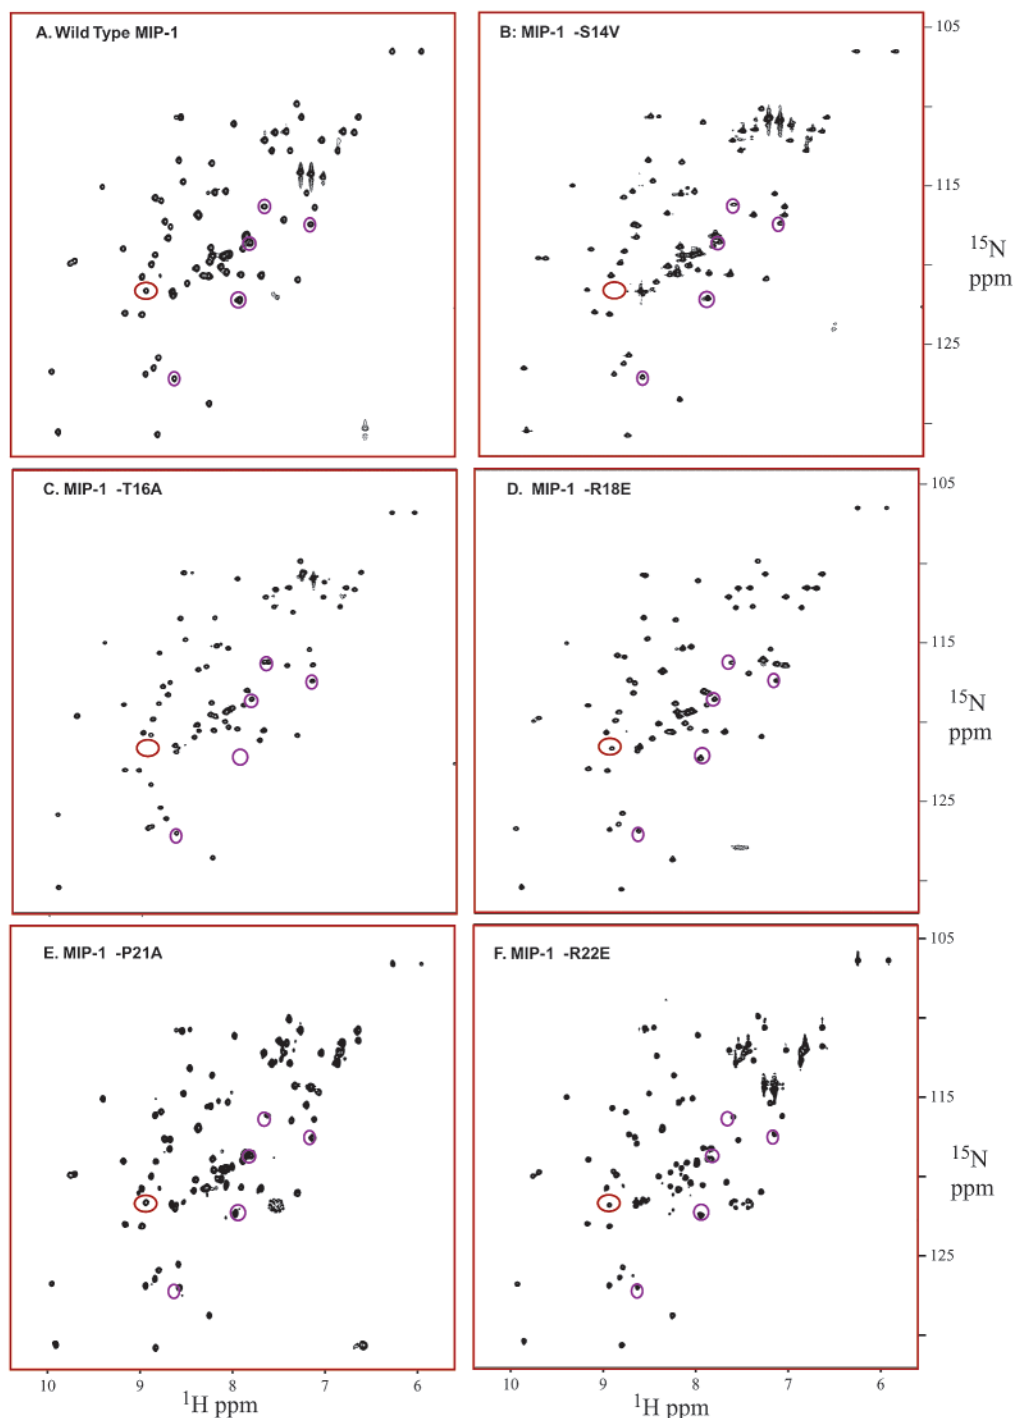 A. Wild Type MIP-1
B: MIP-1 -S14V
105
115
125
15N
ppm
C. MIP-1 -T16A
D. MIP-1 -R18E
105
115
125
15N
ppm
E. MIP-1 -P21A
F. MIP-1 -R22E
105
115
125
15N
ppm
10 9 8 7 6
1H ppm
10 9 8 7 6
1H ppm